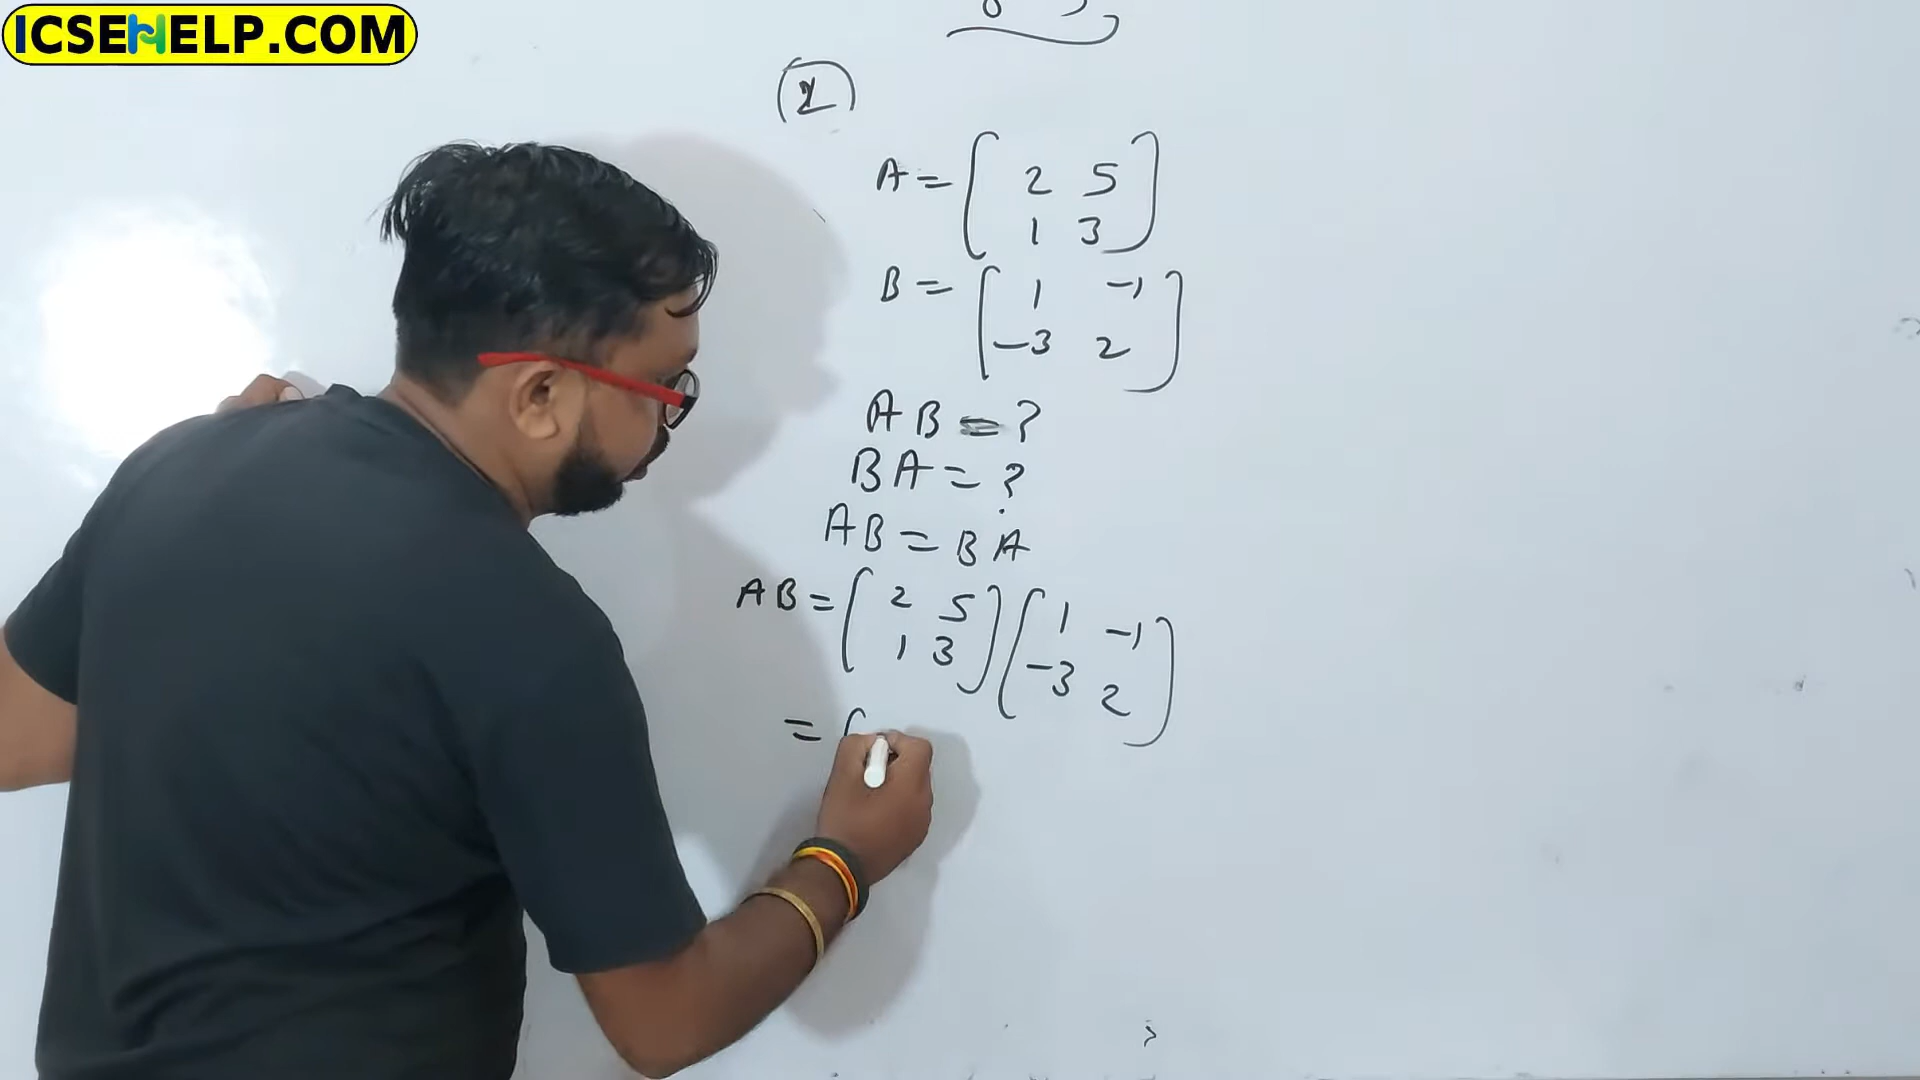 ICSEHELP.COM
A = [ 2 5
1 3 ]
B = [ 1 -1
-3 2 ]
AB = ?
BA = ?
AB = BA
AB = [ 2 5 ] [ 1 -1
1 3 -3 2 ]
= [